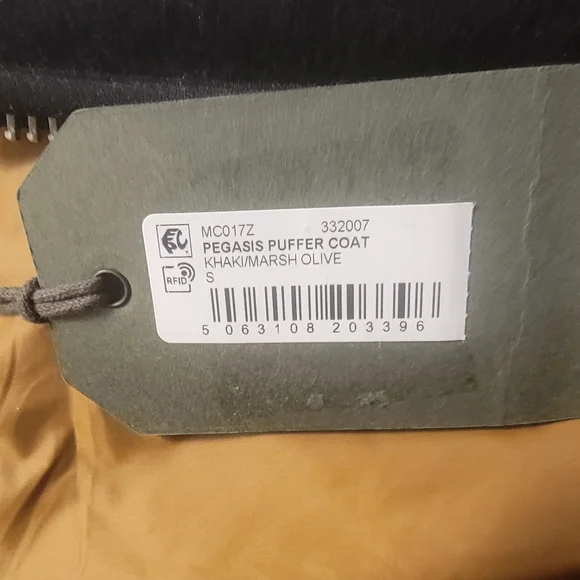 MC017Z 332007
PEGASIS PUFFER COAT
KHAKI/MARSH OLIVE
RFID
S
5 063108 203396